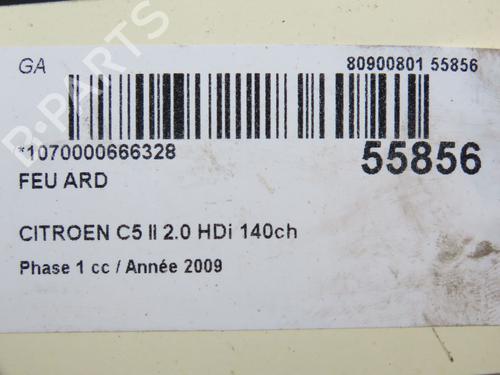 GA
80900801 55856
*1070000666328
55856
FEU ARD
CITROEN C5 II 2.0 HDi 140ch
Phase 1 cc / Année 2009
B-PARTS